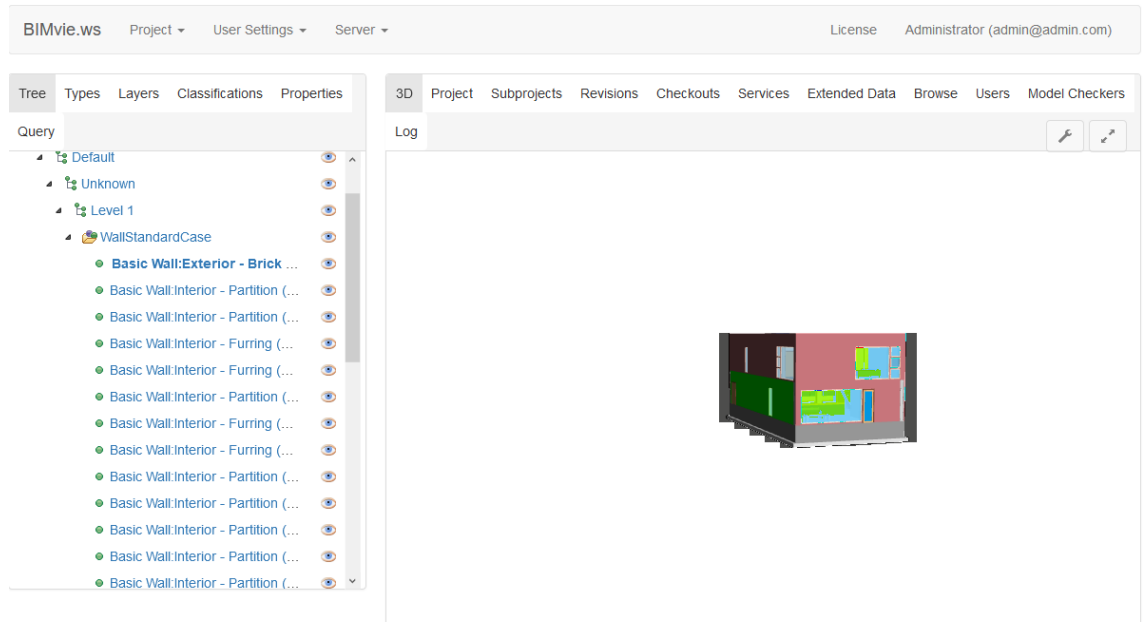 BIMvie.ws Project User Settings Server License Administrator (admin@admin.com)
Tree Types Layers Classifications Properties
Query
Default
Unknown
Level 1
WallStandardCase
Basic Wall:Exterior - Brick ...
Basic Wall:Interior - Partition (...
Basic Wall:Interior - Partition (...
Basic Wall:Interior - Furring (...
Basic Wall:Interior - Furring (...
Basic Wall:Interior - Partition (...
Basic Wall:Interior - Furring (...
Basic Wall:Interior - Furring (...
Basic Wall:Interior - Partition (...
Basic Wall:Interior - Partition (...
Basic Wall:Interior - Partition (...
Basic Wall:Interior - Partition (...
Basic Wall:Interior - Partition (...
3D Project Subprojects Revisions Checkouts Services Extended Data Browse Users Model Checkers
Log